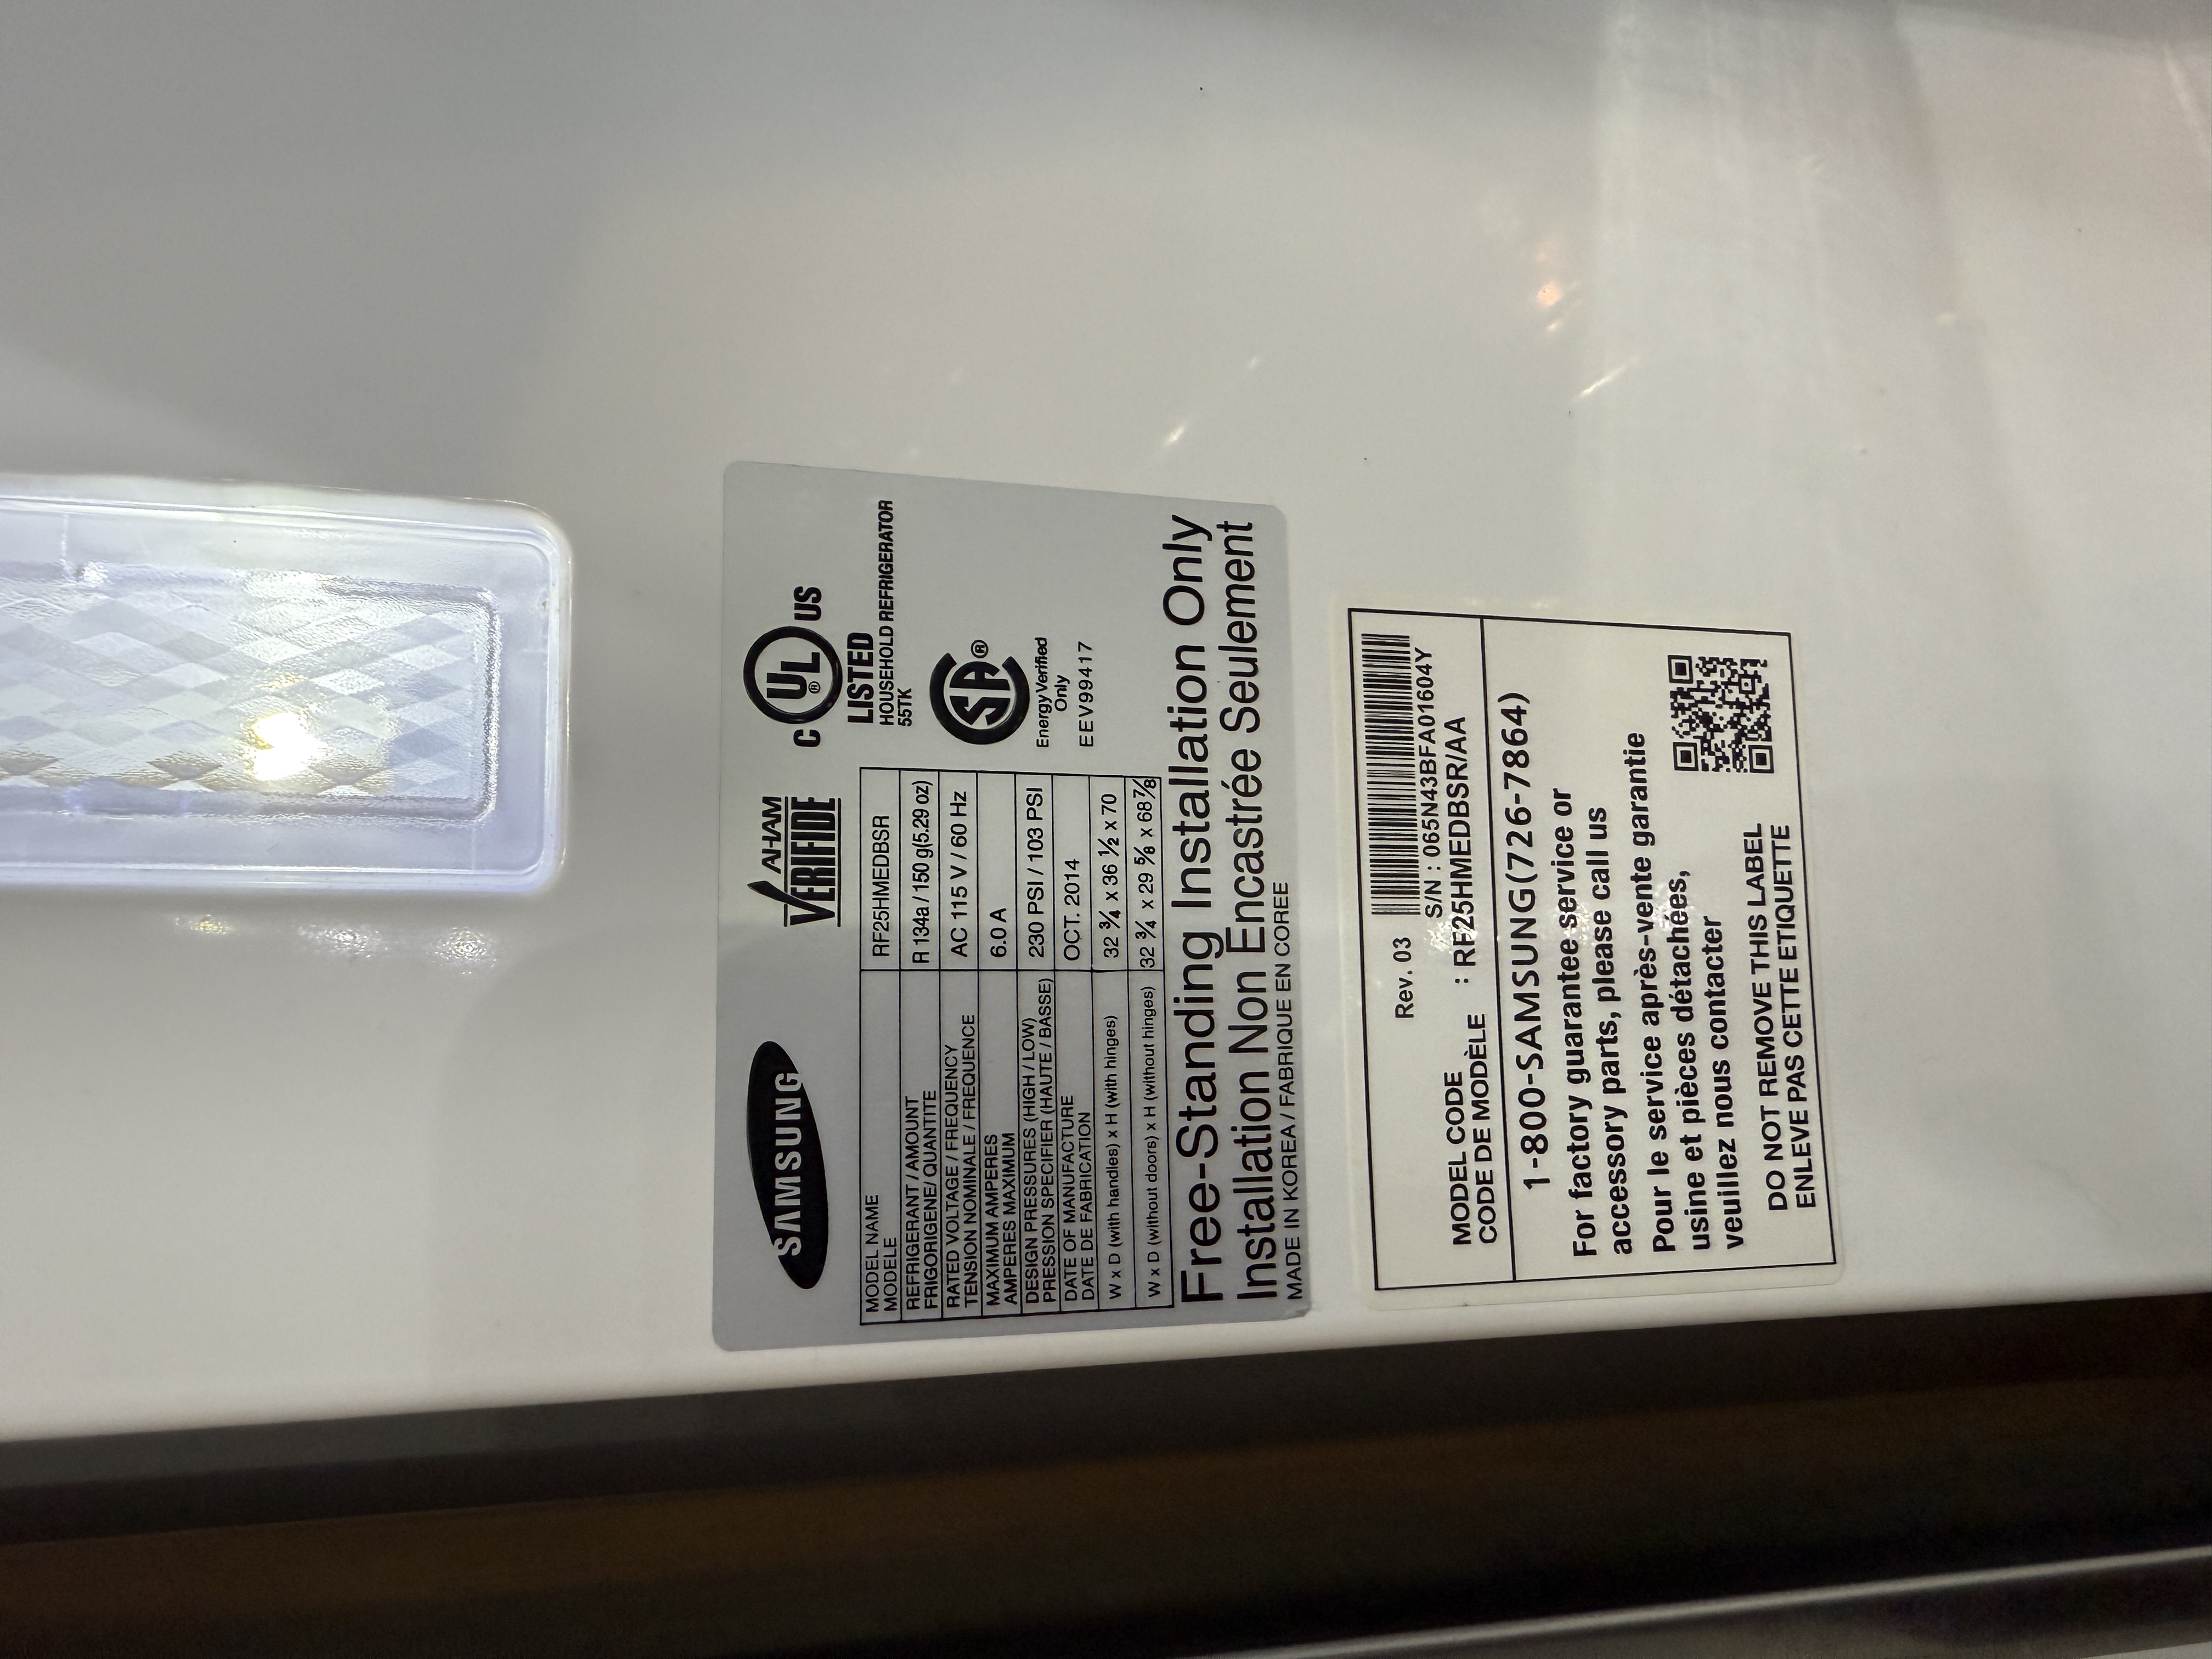 SAMSUNG
AHAM
VERIFIDE
C UL® US
LISTED
HOUSEHOLD REFRIGERATOR
55TK
SA®
Energy Verified
Only
EEV99417
MODEL NAME
MODELE
RF25HMEDBSR
REFRIGERANT / AMOUNT
FRIGORIGENE/ QUANTITE
R 134a / 150 g(5.29 oz)
RATED VOLTAGE / FREQUENCY
TENSION NOMINALE / FREQUENCE
AC 115 V / 60 Hz
MAXIMUM AMPERES
AMPERES MAXIMUM
6.0 A
DESIGN PRESSURES (HIGH / LOW)
PRESSION SPECIFIER (HAUTE / BASSE)
230 PSI / 103 PSI
DATE OF MANUFACTURE
DATE DE FABRICATION
OCT. 2014
W x D (with handles) x H (with hinges)
32 3/4 x 36 1/2 x 70
W x D (without doors) x H (without hinges)
32 3/4 x 29 5/8 x 68 7/8
Free-Standing Installation Only
Installation Non Encastrée Seulement
MADE IN KOREA / FABRIQUE EN COREE
Rev. 03
S/N : 065N43BFA01604Y
MODEL CODE
CODE DE MODÈLE : RF25HMEDBSR/AA
1-800-SAMSUNG(726-7864)
For factory guarantee service or
accessory parts, please call us
Pour le service après-vente garantie
usine et pièces détachées,
veuillez nous contacter
DO NOT REMOVE THIS LABEL
ENLEVE PAS CETTE ETIQUETTE